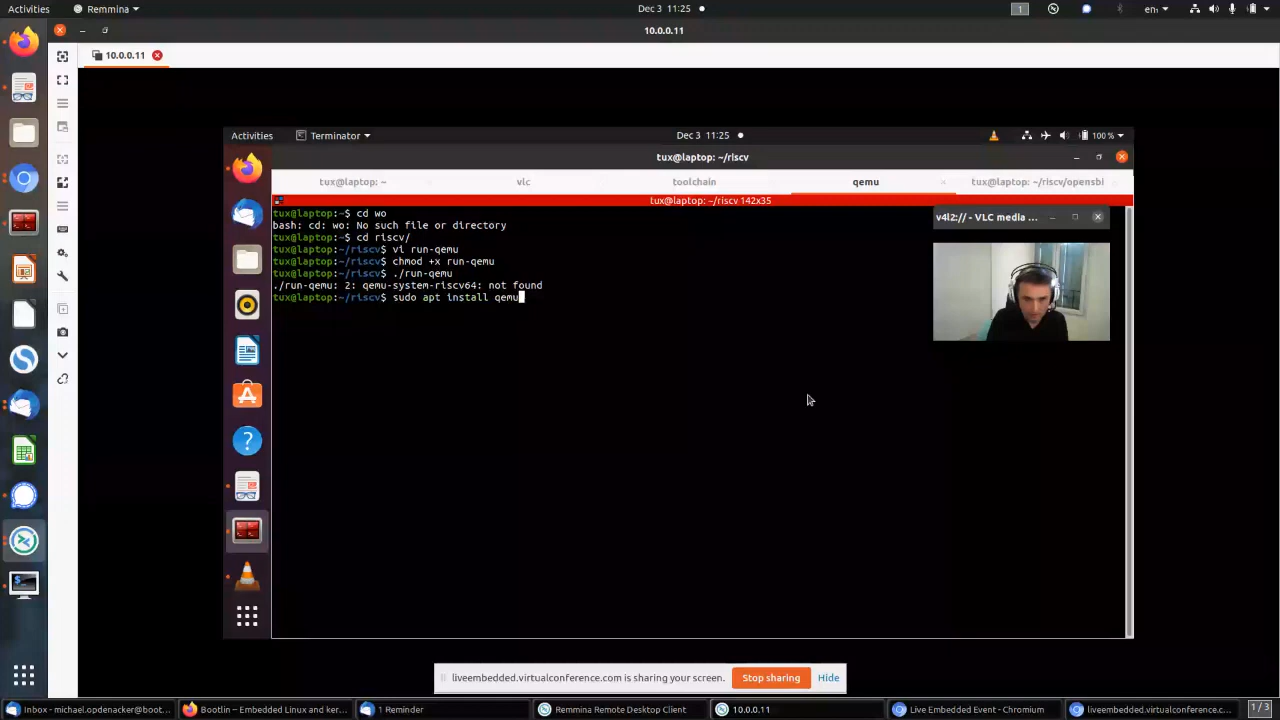 Activities
Remmina
Dec 3 11:25
1
en
10.0.0.11
10.0.0.11
Activities
Terminator
Dec 3 11:25
100 %
tux@laptop: ~/riscv
tux@laptop: ~
vlc
toolchain
qemu
tux@laptop: ~/riscv/opensbi
tux@laptop: ~/riscv 142x35
tux@laptop:~$ cd wo
bash: cd: wo: No such file or directory
tux@laptop:~$ cd riscv/
tux@laptop:~/riscv$ vi run-qemu
tux@laptop:~/riscv$ chmod +x run-qemu
tux@laptop:~/riscv$ ./run-qemu
./run-qemu: 2: qemu-system-riscv64: not found
tux@laptop:~/riscv$ sudo apt install qemu
v4l2:// - VLC media ...
liveembedded.virtualconference.com is sharing your screen.
Stop sharing
Hide
Inbox - michael.opdenacker@boot...
Bootlin – Embedded Linux and ker...
1 Reminder
Remmina Remote Desktop Client
10.0.0.11
Live Embedded Event - Chromium
liveembedded.virtualconference.c...
1 / 3